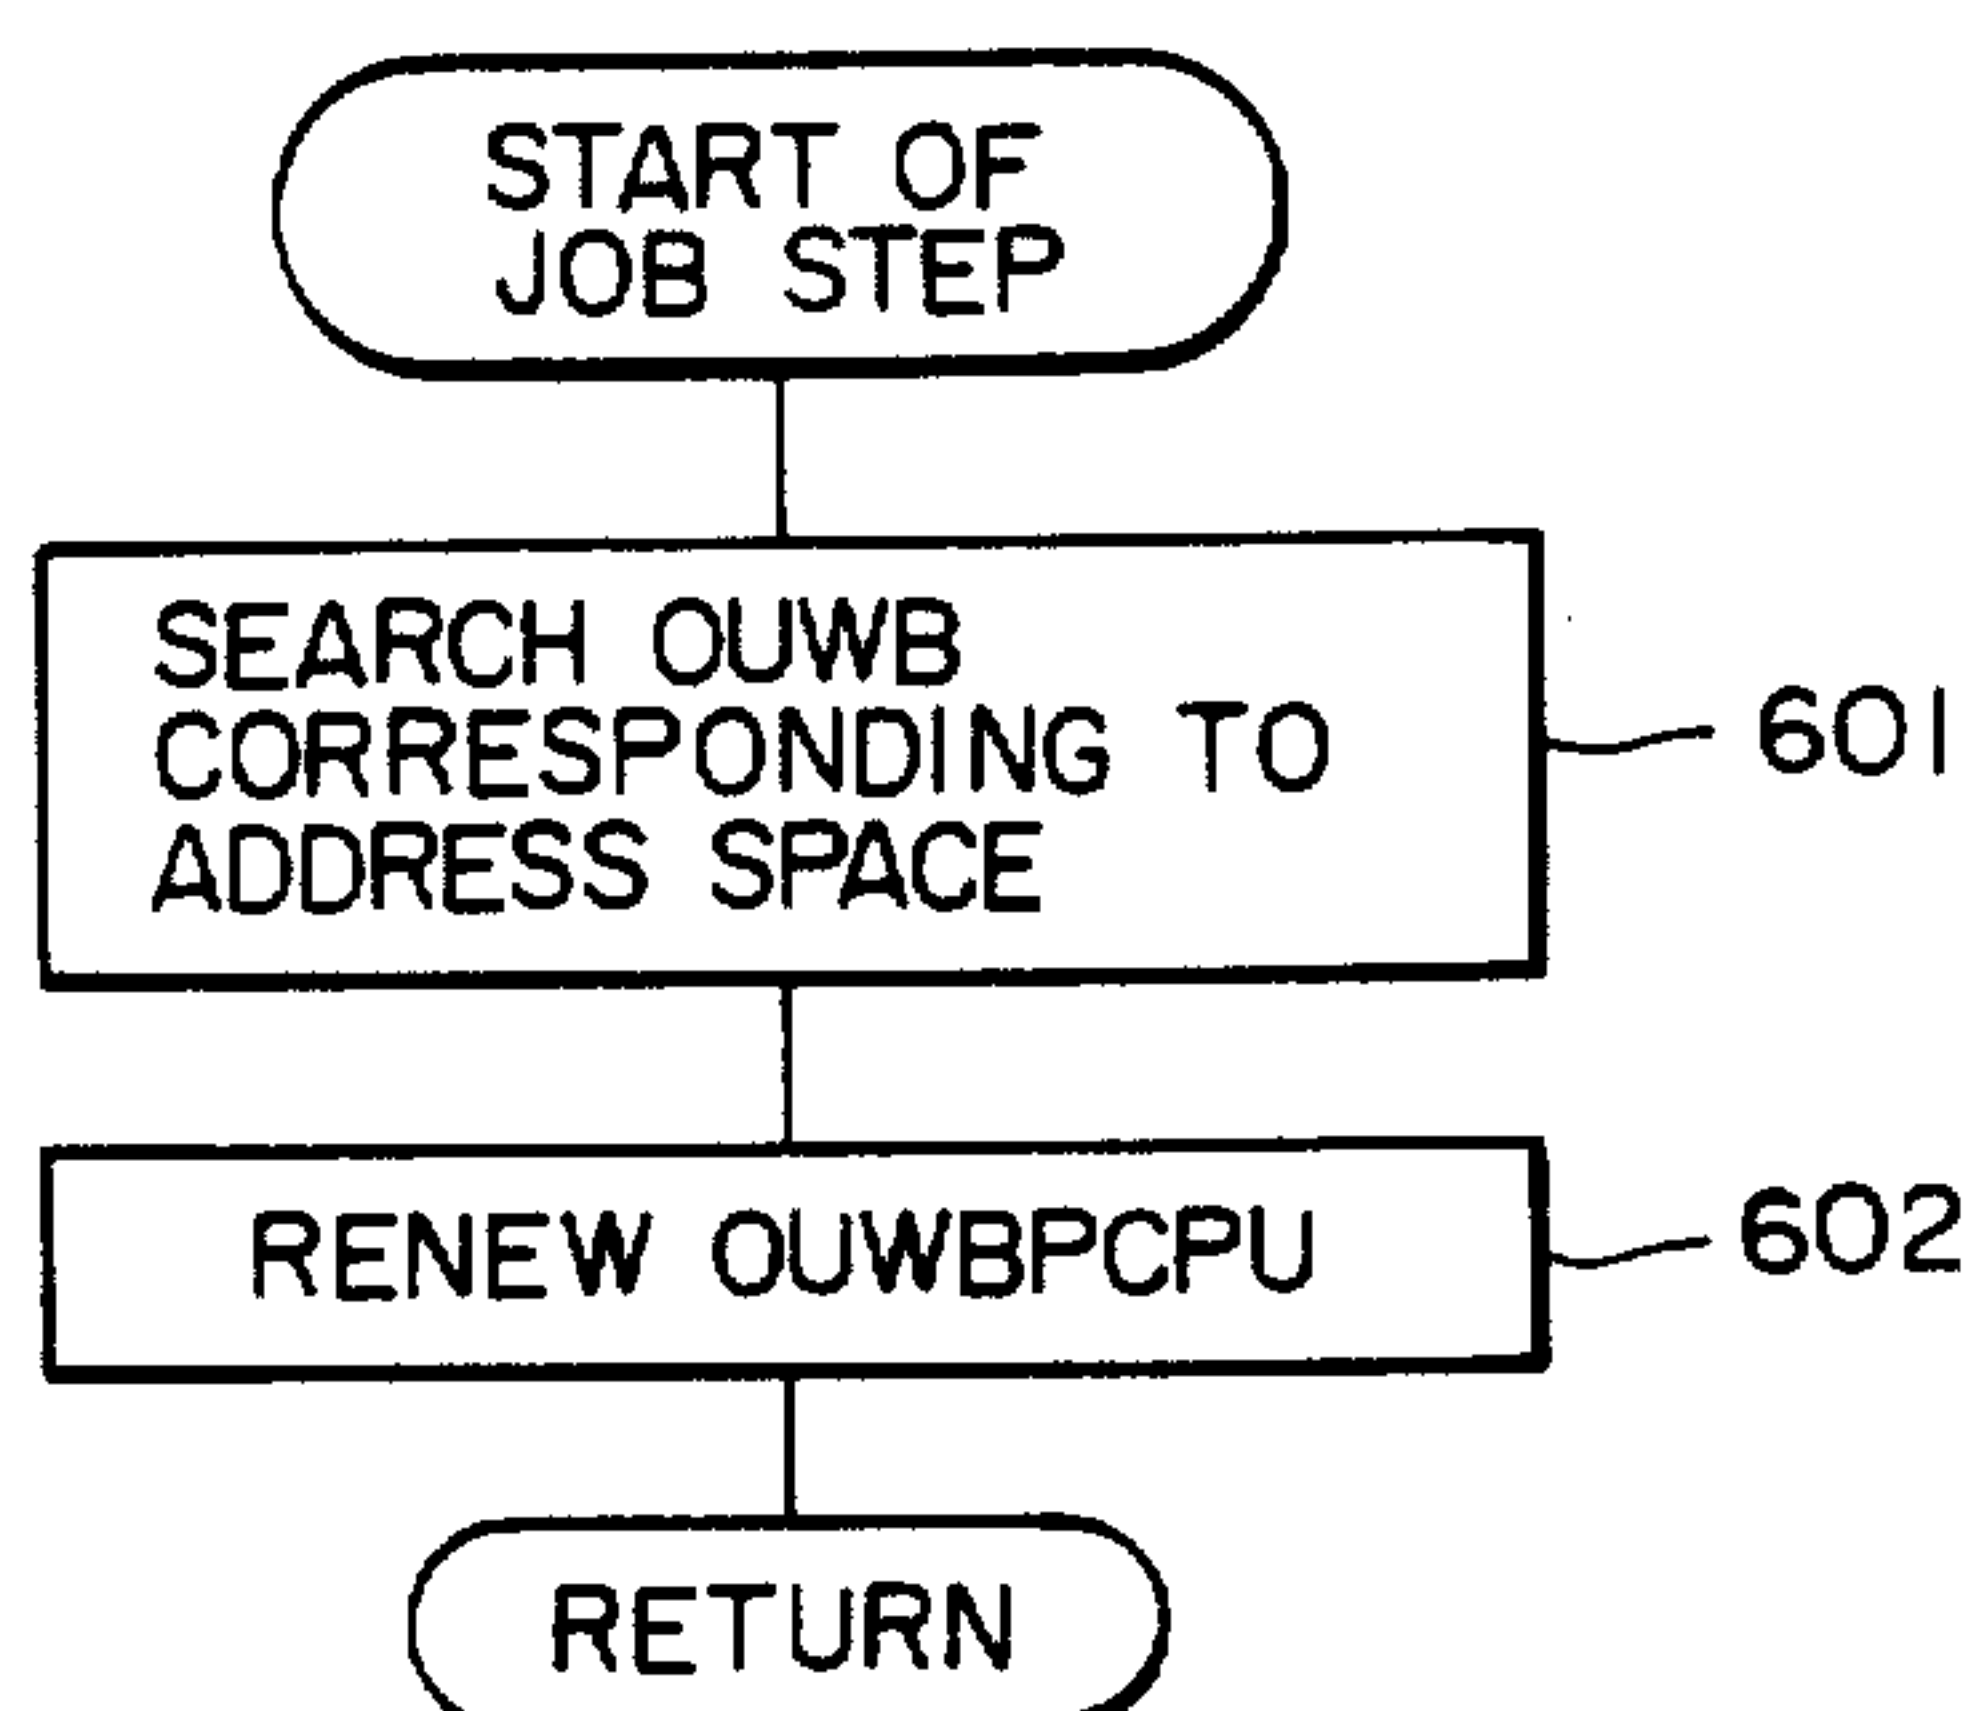 START OF
JOB STEP
SEARCH OUWB
CORRESPONDING TO
ADDRESS SPACE
601
RENEW OUWBPCPU
602
RETURN